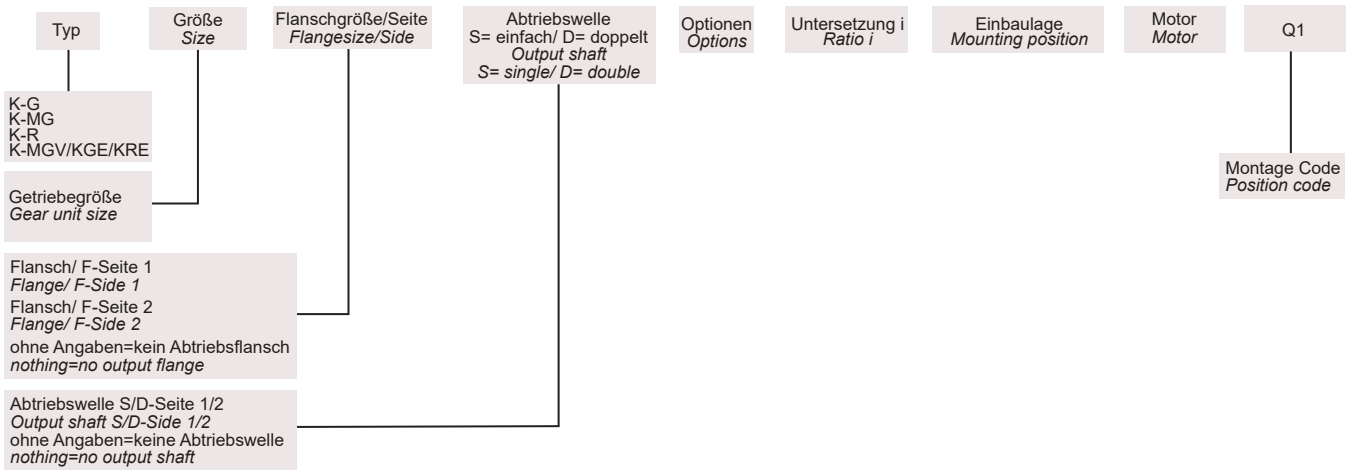 Typ
Größe
Size
Flanschgröße/Seite
Flangesize/Side
Abtriebswelle
S= einfach/ D= doppelt
Output shaft
S= single/ D= double
Optionen
Options
Untersetzung i
Ratio i
Einbaulage
Mounting position
Motor
Motor
Q1
K-G
K-MG
K-R
K-MGV/KGE/KRE
Montage Code
Position code
Getriebegröße
Gear unit size
Flansch/ F-Seite 1
Flange/ F-Side 1
Flansch/ F-Seite 2
Flange/ F-Side 2
ohne Angaben=kein Abtriebsflansch
nothing=no output flange
Abtriebswelle S/D-Seite 1/2
Output shaft S/D-Side 1/2
ohne Angaben=keine Abtriebswelle
nothing=no output shaft